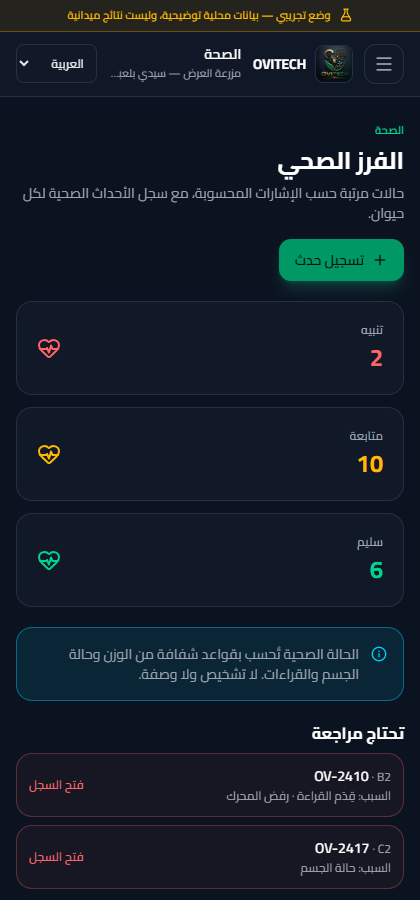 وضع تجريبي — بيانات محلية توضيحية، وليست نتائج ميدانية
OVITECH
الصحة
مزرعة العرض — سيدي بلعبـ...
العربية
الصحة
الفرز الصحي
حالات مرتبة حسب الإشارات المحسوبة، مع سجل الأحداث الصحية لكل
حيوان.
تسجيل حدث
تنبيه
2
متابعة
10
سليم
6
الحالة الصحية تُحسب بقواعد شفافة من الوزن وحالة
الجسم والقراءات. لا تشخيص ولا وصفة.
تحتاج مراجعة
OV-2410 · B2
السبب: قِدَم القراءة · رفض المحرك
فتح السجل
OV-2417 · C2
السبب: حالة الجسم
فتح السجل